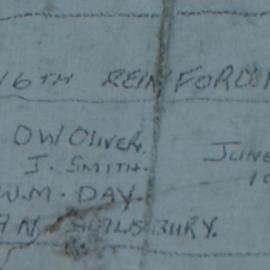 16TH REINFORCE
O W OLIVER. JUNE
J. SMITH.
W.M. DAY.
SALISBURY.